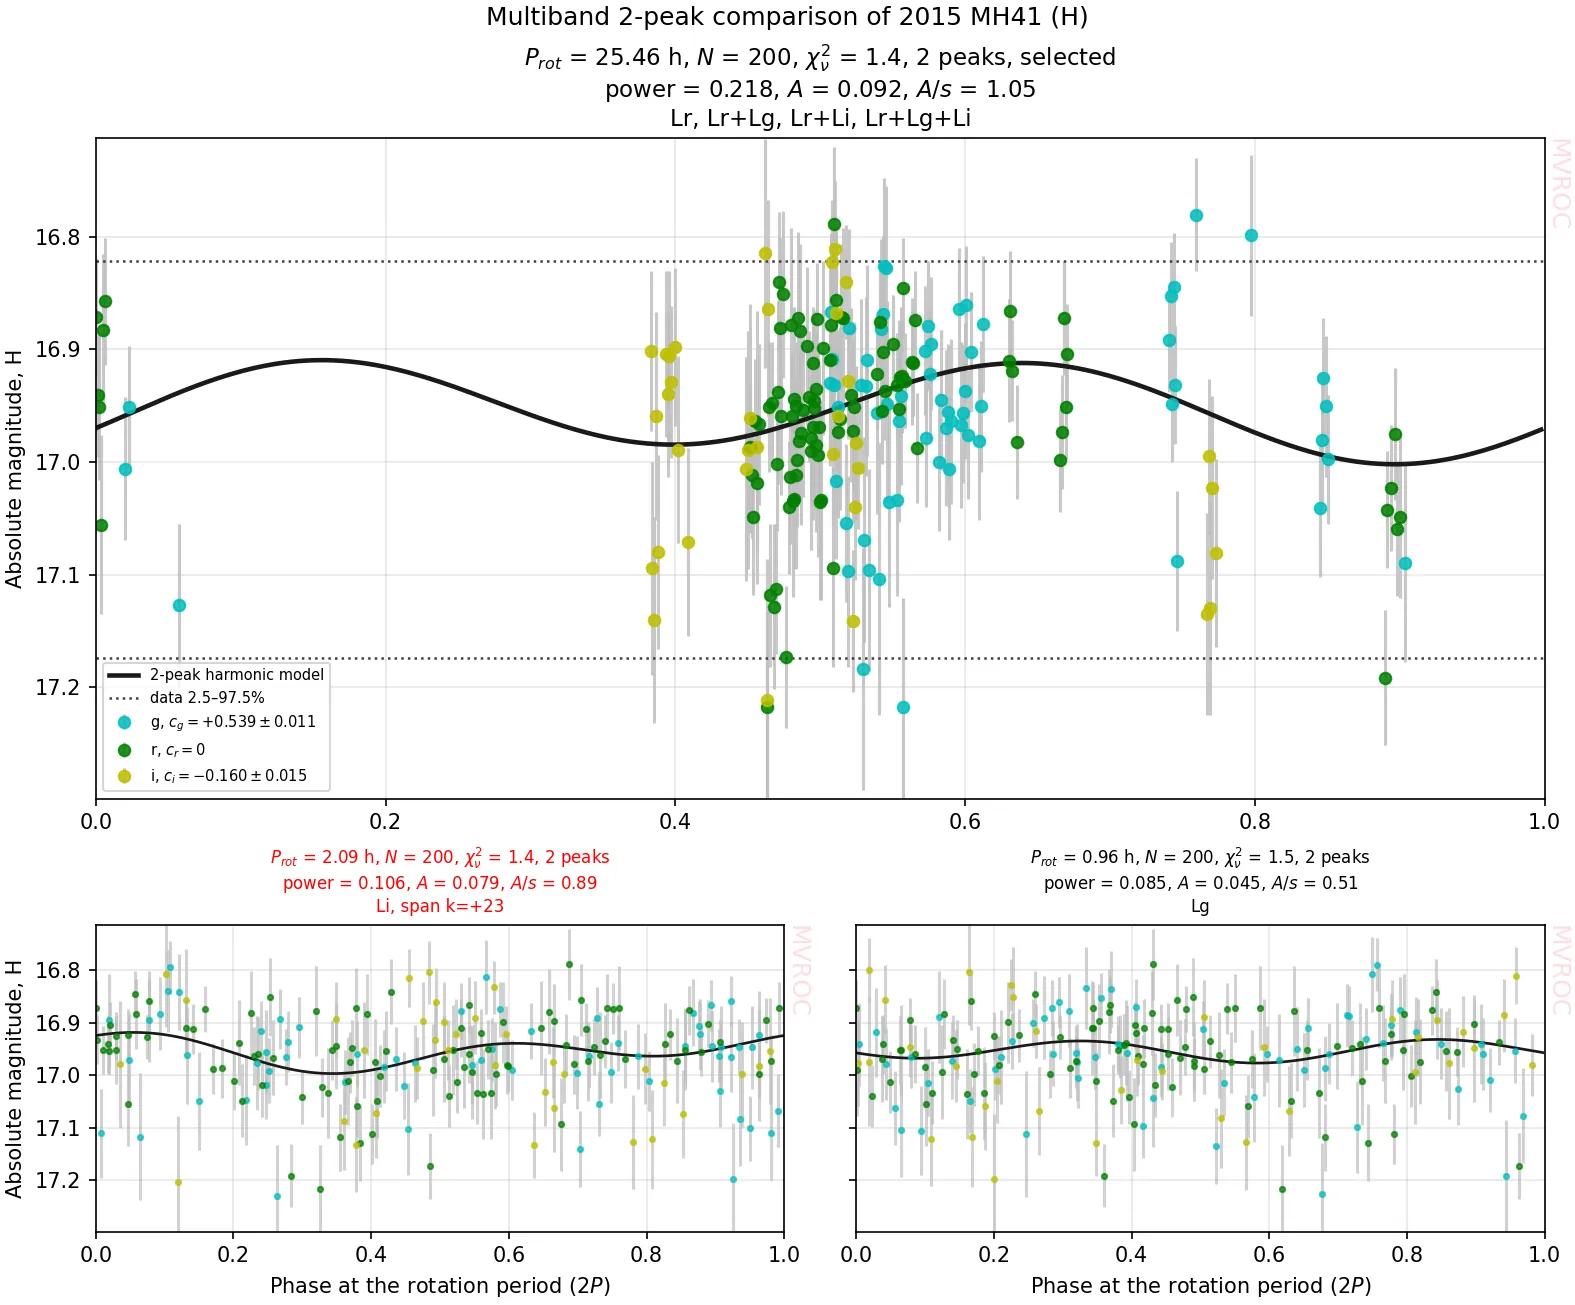 Multiband 2-peak comparison of 2015 MH41 (H)
P_rot = 25.46 h, N = 200, χ²_ν = 1.4, 2 peaks, selected
power = 0.218, A = 0.092, A/s = 1.05
Lr, Lr+Lg, Lr+Li, Lr+Lg+Li
MVROC
Absolute magnitude, H
16.8
16.9
17.0
17.1
17.2
2-peak harmonic model
data 2.5–97.5%
g, c_g = +0.539 ± 0.011
r, c_r = 0
i, c_i = −0.160 ± 0.015
0.0 0.2 0.4 0.6 0.8 1.0
P_rot = 2.09 h, N = 200, χ²_ν = 1.4, 2 peaks
power = 0.106, A = 0.079, A/s = 0.89
Li, span k=+23
MVROC
Absolute magnitude, H
16.8
16.9
17.0
17.1
17.2
0.0 0.2 0.4 0.6 0.8 1.0
Phase at the rotation period (2P)
P_rot = 0.96 h, N = 200, χ²_ν = 1.5, 2 peaks
power = 0.085, A = 0.045, A/s = 0.51
Lg
MVROC
0.0 0.2 0.4 0.6 0.8 1.0
Phase at the rotation period (2P)